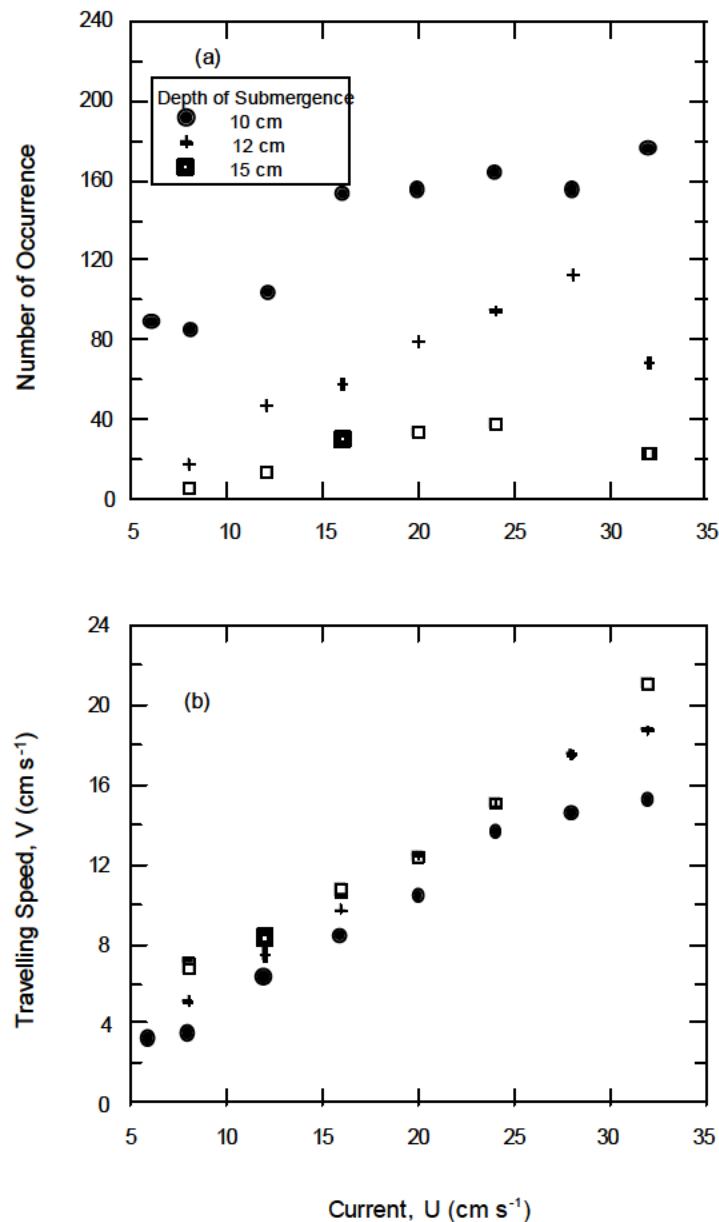 240
(a)
Depth of Submergence
200
10 cm
12 cm
15 cm
160
120
80
40
0
5 10 15 20 25 30 35
Number of Occurrence
24
20
(b)
16
12
8
4
0
5 10 15 20 25 30 35
Travelling Speed, V (cm s⁻¹)
Current, U (cm s⁻¹)